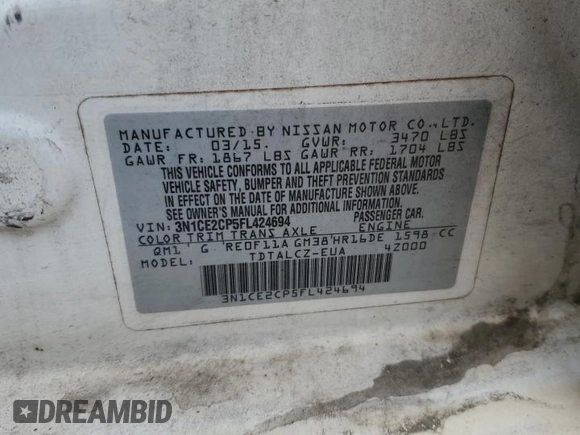 MANUFACTURED BY NISSAN MOTOR CO., LTD.
DATE: 03/15. GVWR: 3470 LBS
GAWR FR: 1867 LBS GAWR RR: 1704 LBS
THIS VEHICLE CONFORMS TO ALL APPLICABLE FEDERAL MOTOR
VEHICLE SAFETY, BUMPER AND THEFT PREVENTION STANDARDS
IN EFFECT ON THE DATE OF MANUFACTURE SHOWN ABOVE.
SEE OWNER'S MANUAL FOR ADDITIONAL INFORMATION.
VIN: 3N1CE2CP5FL424694 PASSENGER CAR.
COLOR TRIM TRANS AXLE ENGINE
QM1 G RE0F11A GM38 HR16DE 1598 CC
MODEL: TDTALCZ-EUA 42000
3N1CE2CP5FL424694
DREAMBID